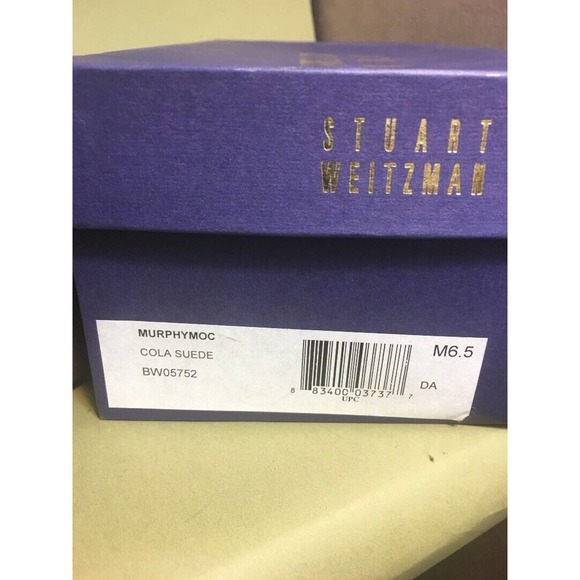 STUART
WEITZMAN
MURPHYMOC
COLA SUEDE
BW05752
M6.5
DA
8 83400 03737 7
UPC